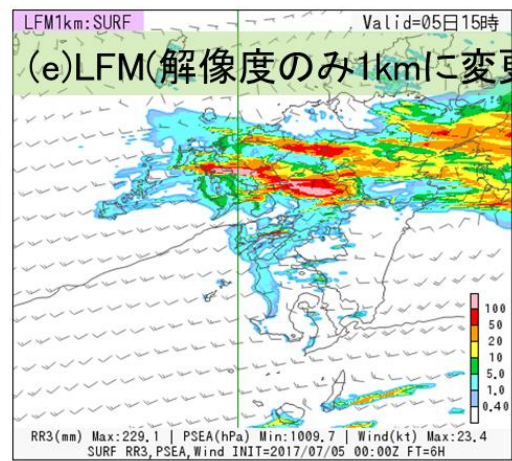 LFM1km:SURF Valid=05日15時
(e)LFM(解像度のみ1kmに変更
100
50
20
10
5.0
1.0
0.40
RR3(mm) Max:229.1 | PSEA(hPa) Min:1009.7 | Wind(kt) Max:23.4
SURF RR3,PSEA,Wind INIT=2017/07/05 00:00Z FT=6H